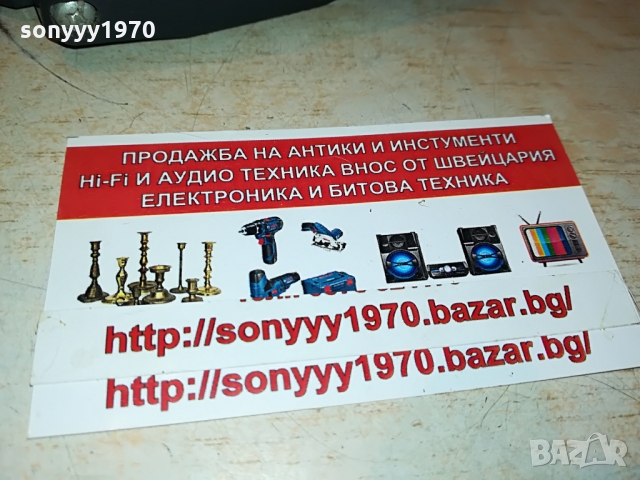 sonyyy1970
ПРОДАЖБА НА АНТИКИ И ИНСТУМЕНТИ
Hi-Fi И АУДИО ТЕХНИКА ВНОС ОТ ШВЕЙЦАРИЯ
ЕЛЕКТРОНИКА И БИТОВА ТЕХНИКА
http://sonyyy1970.bazar.bg/
http://sonyyy1970.bazar.bg/
BAZAR